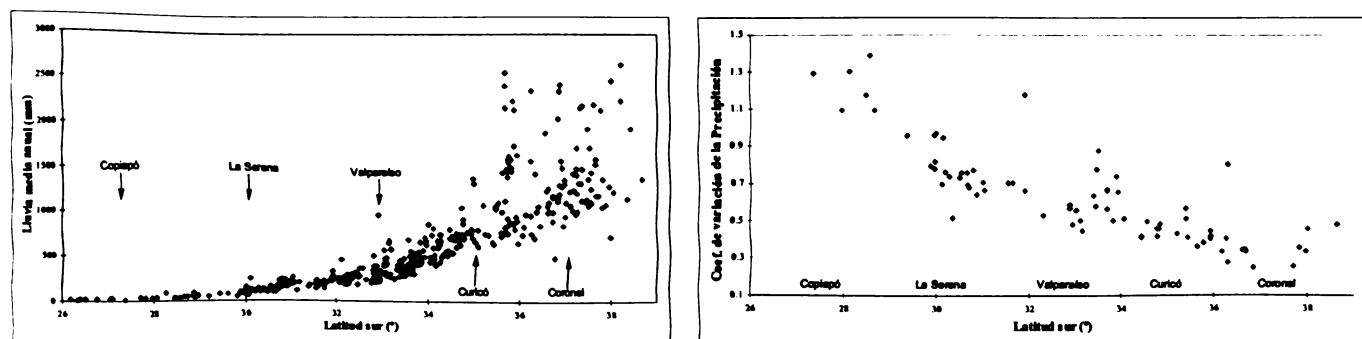 Lluvia media anual (mm)
3000
2500
2000
1500
1000
500
0
Copiapó
La Serena
Valparaíso
Curicó
Coronel
26
28
30
32
34
36
38
Latitud sur (º)
Coef. de variación de la Precipitación
1.5
1.3
1.1
0.9
0.7
0.5
0.3
0.1
Copiapó
La Serena
Valparaíso
Curicó
Coronel
26
28
30
32
34
36
38
Latitud sur (º)